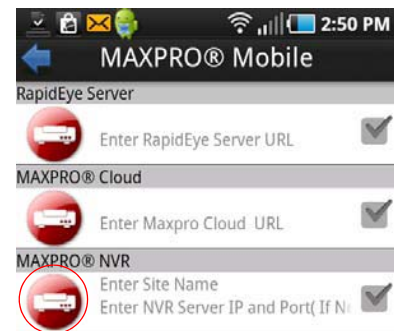 2:50 PM
MAXPRO® Mobile
RapidEye Server
Enter RapidEye Server URL
MAXPRO® Cloud
Enter Maxpro Cloud URL
MAXPRO® NVR
Enter Site Name
Enter NVR Server IP and Port( If